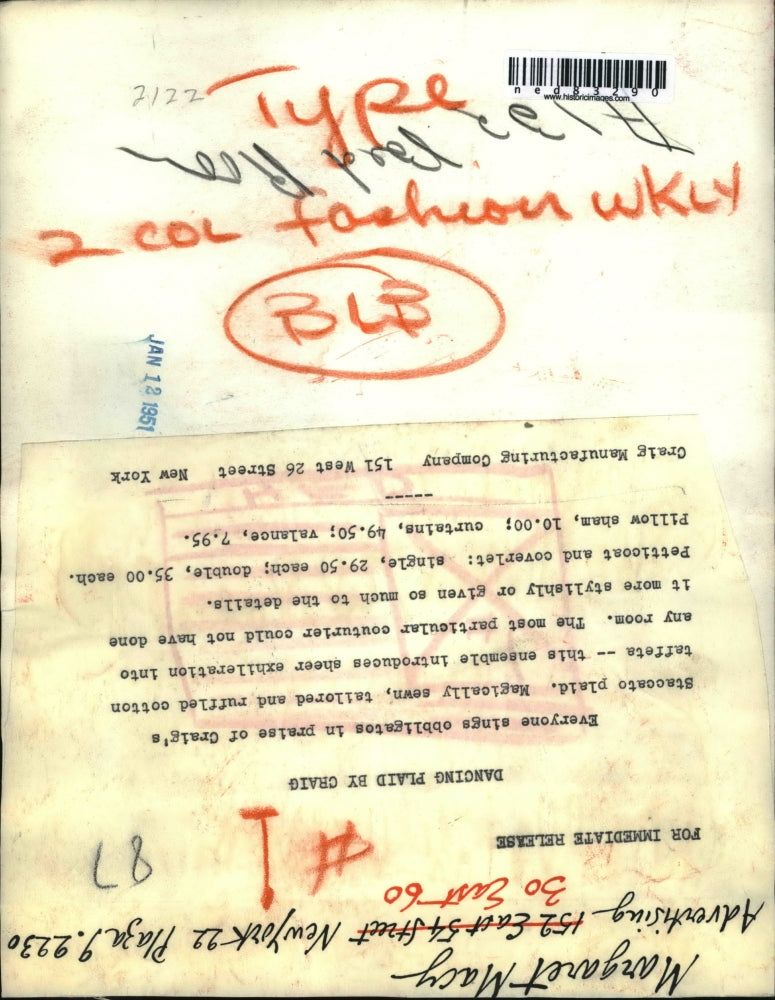 ned83290
www.historicimages.com
2122
Type
2 COL fashion WKLY
BLB
JAN 12 1951
Margaret Macy
Advertising 152 East 54 Street New York 22 Plaza 9.2230
30 East 60
FOR IMMEDIATE RELEASE
#1
87
DANCING PLAID BY CRAIG
Everyone sings obbligatos in praise of Craig's
Staccato plaid. Magically sewn, tailored and ruffled cotton
taffeta -- this ensemble introduces sheer exhileration into
any room. The most particular couturier could not have done
it more stylishly or given so much to the details.
Petticoat and coverlet: single, 29.50 each; double, 35.00 each.
Pillow sham, 10.00; curtains, 49.50; valance, 7.95.
-----
Craig Manufacturing Company 151 West 26 Street New York